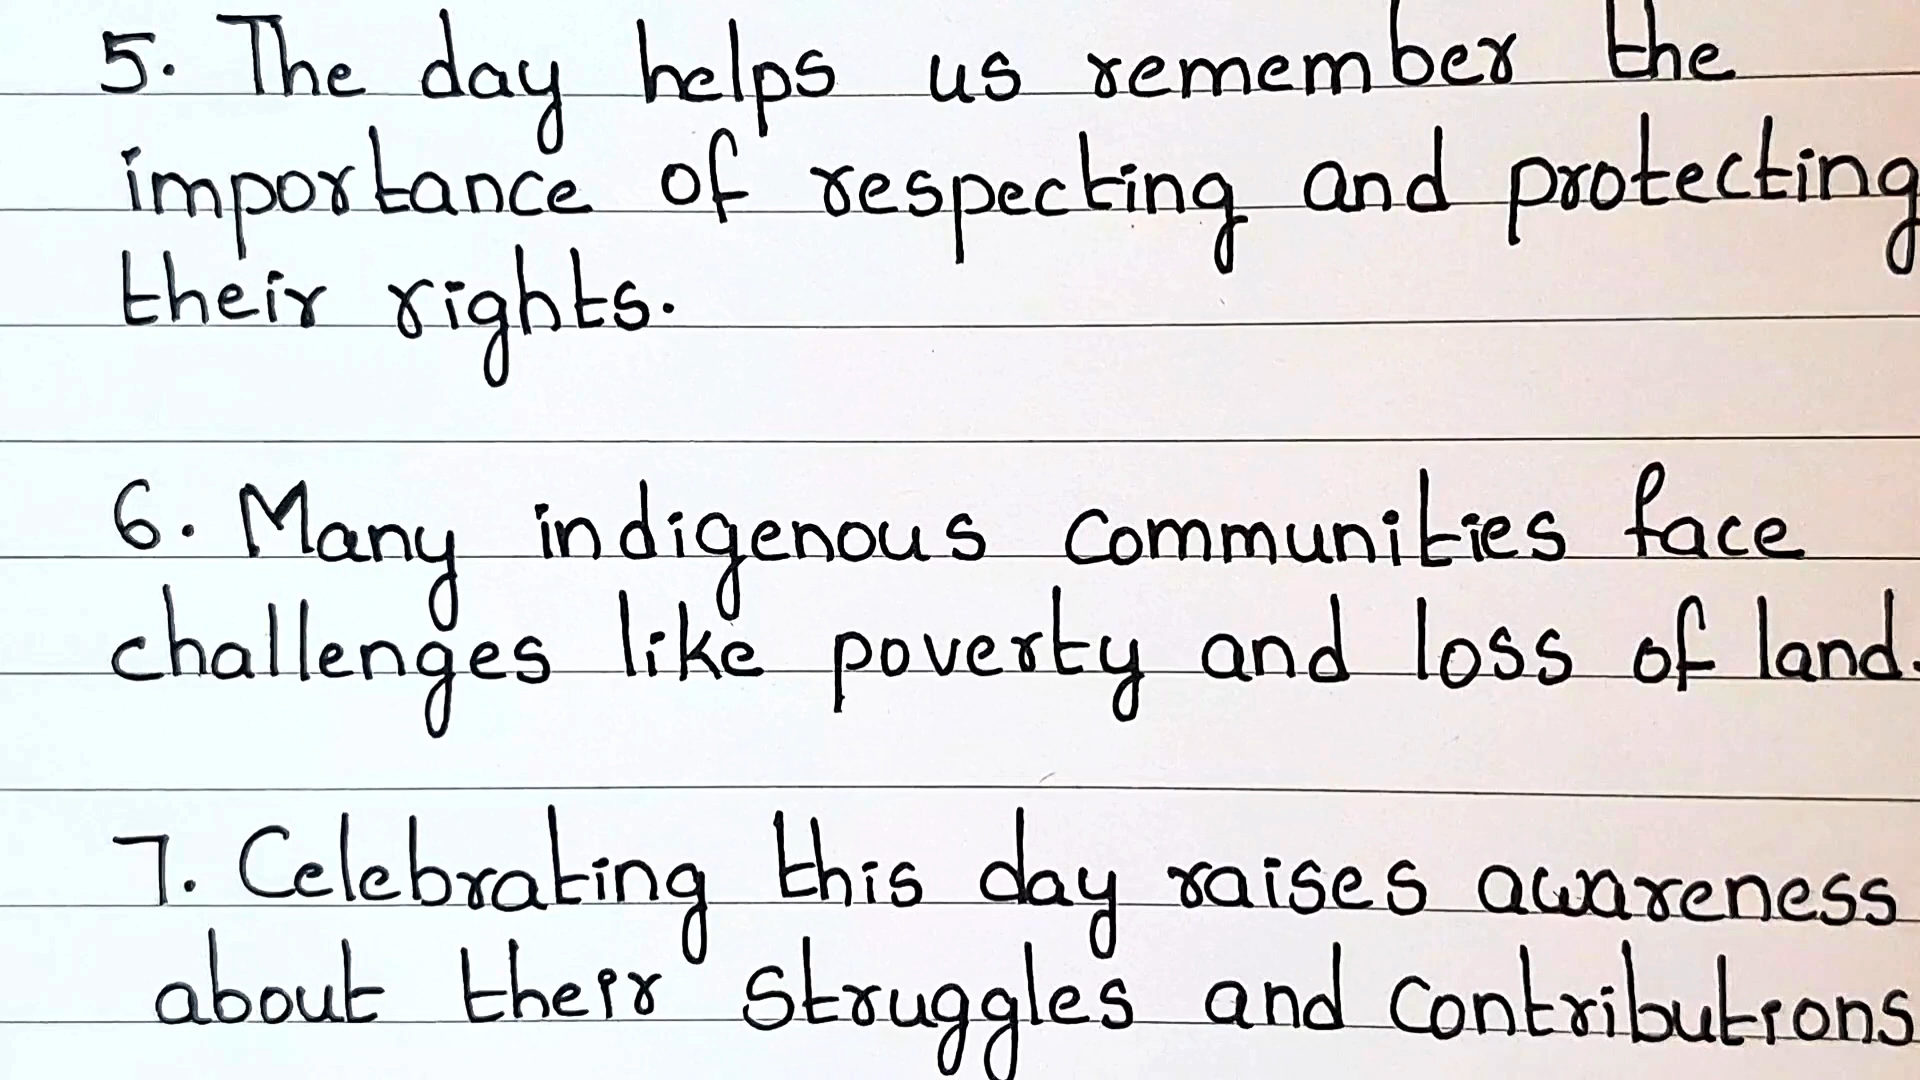 5. The day helps us remember the
importance of respecting and protecting
their rights.
6. Many indigenous communities face
challenges like poverty and loss of land.
7. Celebrating this day raises awareness
about their struggles and contributions